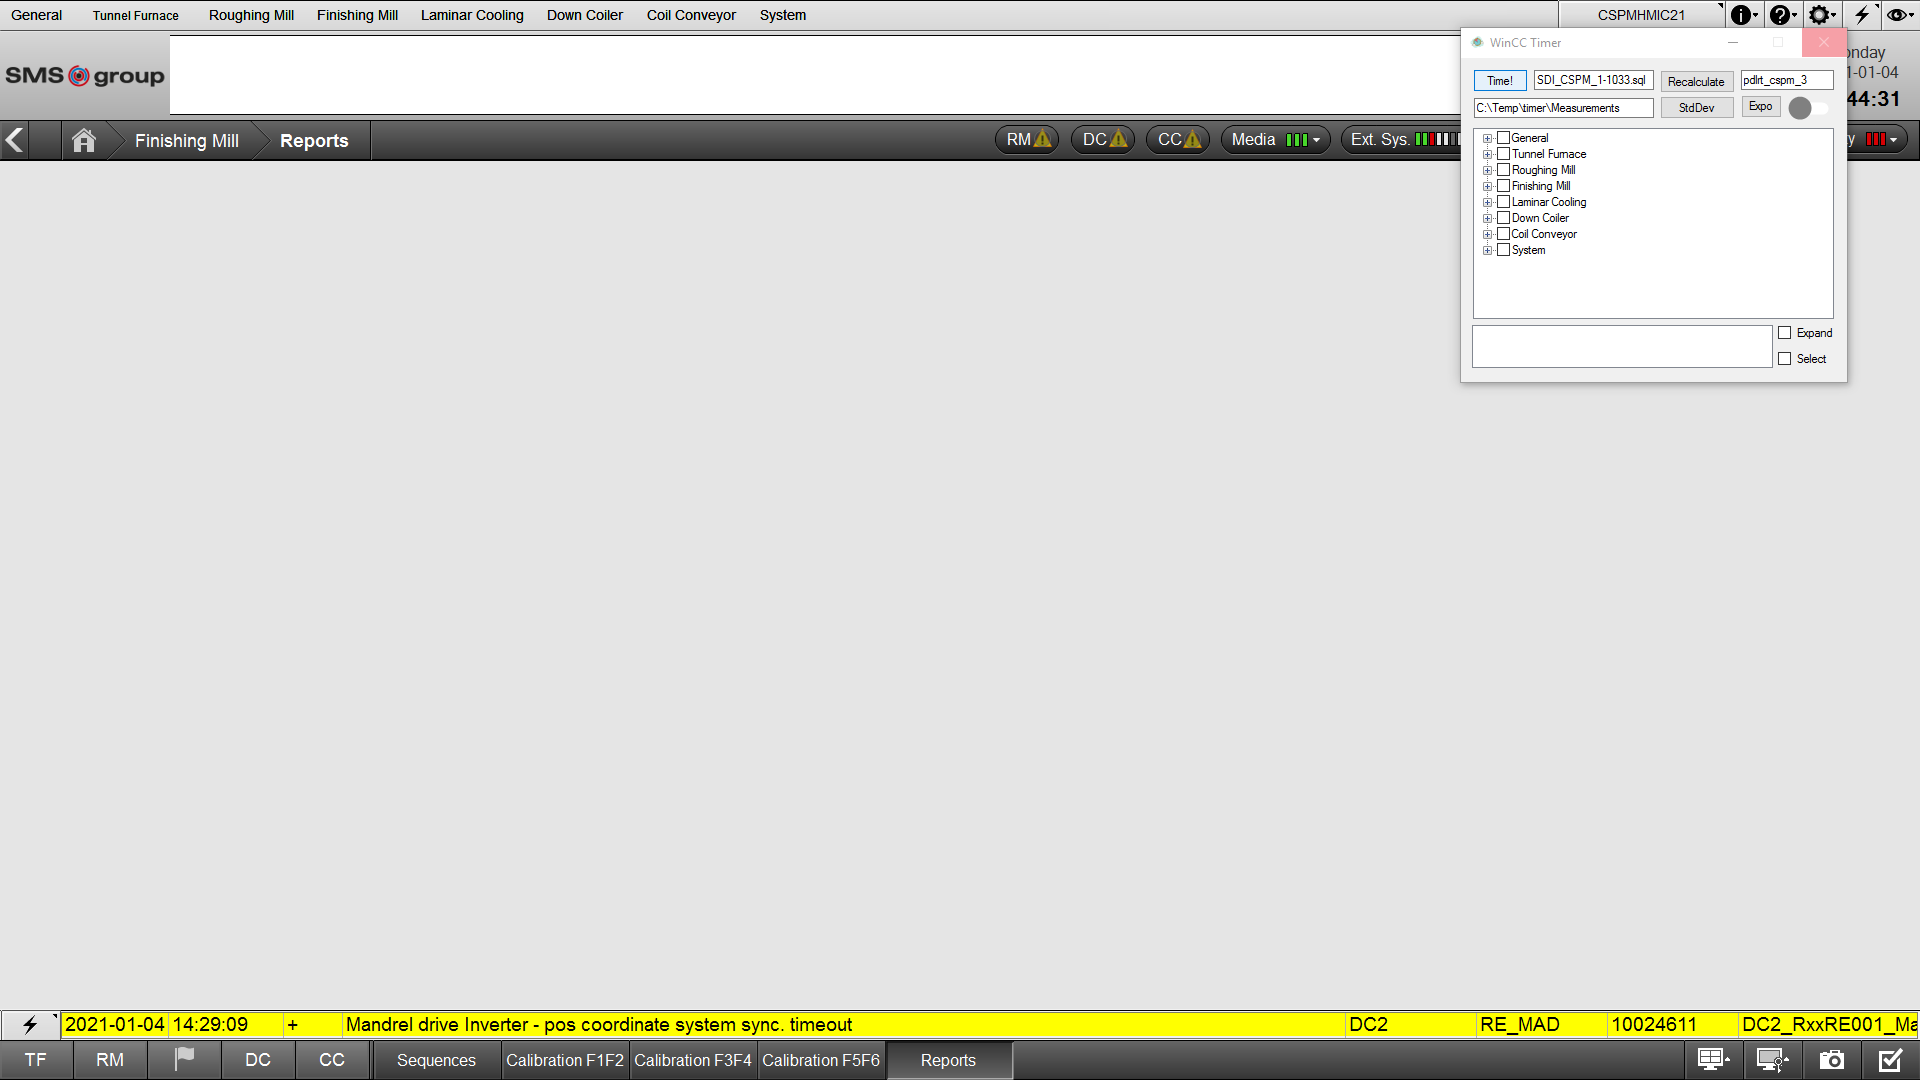 General Tunnel Furnace Roughing Mill Finishing Mill Laminar Cooling Down Coiler Coil Conveyor System CSPMHMIC21
SMS group
WinCC Timer
Time! SDI_CSPM_1-1033.sql Recalculate pdlrt_cspm_3
C:\Temp\timer\Measurements StdDev Expo
onday
1-01-04
44:31
Finishing Mill Reports RM DC CC Media Ext. Sys. y
General
Tunnel Furnace
Roughing Mill
Finishing Mill
Laminar Cooling
Down Coiler
Coil Conveyor
System
Expand
Select
2021-01-04 14:29:09 + Mandrel drive Inverter - pos coordinate system sync. timeout DC2 RE_MAD 10024611 DC2_RxxRE001_Ma
TF RM DC CC Sequences Calibration F1F2 Calibration F3F4 Calibration F5F6 Reports